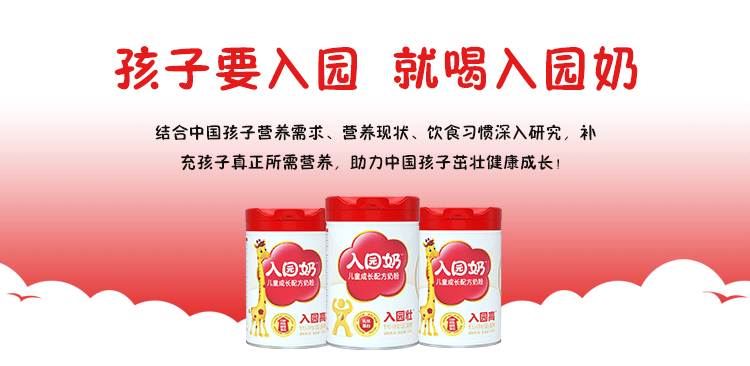 孩子要入园 就喝入园奶
结合中国孩子营养需求、营养现状、饮食习惯深入研究，补
充孩子真正所需营养，助力中国孩子茁壮健康成长！
入园奶
儿童成长配方奶粉
入园高
入园奶
儿童成长配方奶粉
入园壮
入园奶
儿童成长配方奶粉
入园高